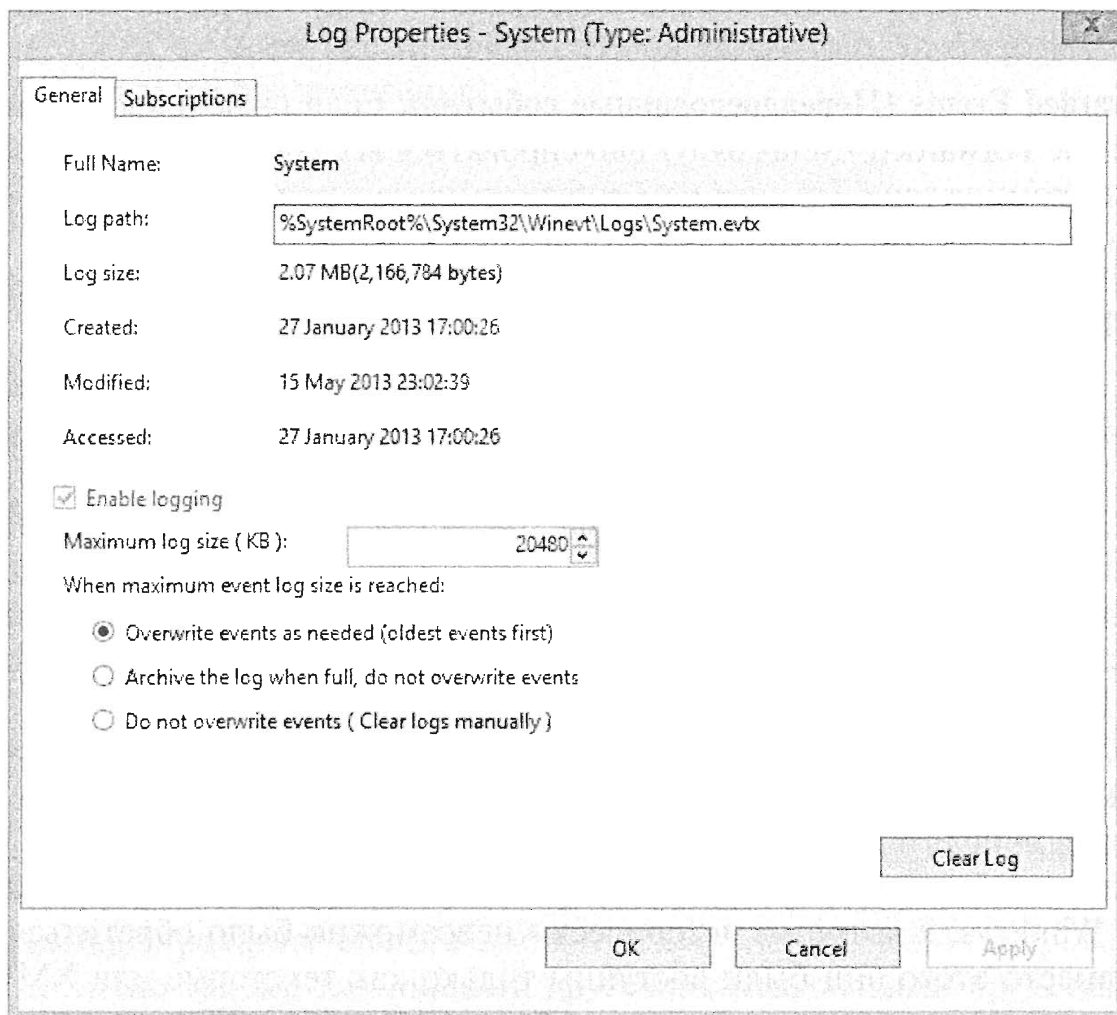 Log Properties - System (Type: Administrative)
X
General
Subscriptions
Full Name:
System
Log path:
%SystemRoot%\System32\Winevt\Logs\System.evtx
Log size:
2.07 MB(2,166,784 bytes)
Created:
27 January 2013 17:00:26
Modified:
15 May 2013 23:02:39
Accessed:
27 January 2013 17:00:26
Enable logging
Maximum log size ( KB ):
20480
When maximum event log size is reached:
Overwrite events as needed (oldest events first)
Archive the log when full, do not overwrite events
Do not overwrite events ( Clear logs manually )
Clear Log
OK
Cancel
Apply